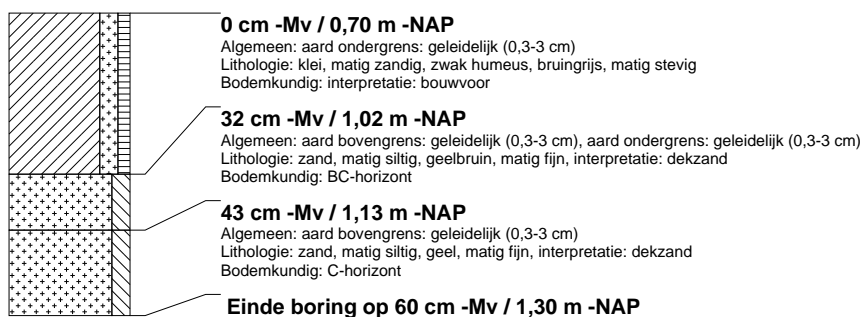 0 cm -Mv / 0,70 m -NAP
Algemeen: aard ondergrens: geleidelijk (0,3-3 cm)
Lithologie: klei, matig zandig, zwak humeus, bruingrijs, matig stevig
Bodemkundig: interpretatie: bouwvoor
32 cm -Mv / 1,02 m -NAP
Algemeen: aard bovengrens: geleidelijk (0,3-3 cm), aard ondergrens: geleidelijk (0,3-3 cm)
Lithologie: zand, matig siltig, geelbruin, matig fijn, interpretatie: dekzand
Bodemkundig: BC-horizont
43 cm -Mv / 1,13 m -NAP
Algemeen: aard bovengrens: geleidelijk (0,3-3 cm)
Lithologie: zand, matig siltig, geel, matig fijn, interpretatie: dekzand
Bodemkundig: C-horizont
Einde boring op 60 cm -Mv / 1,30 m -NAP